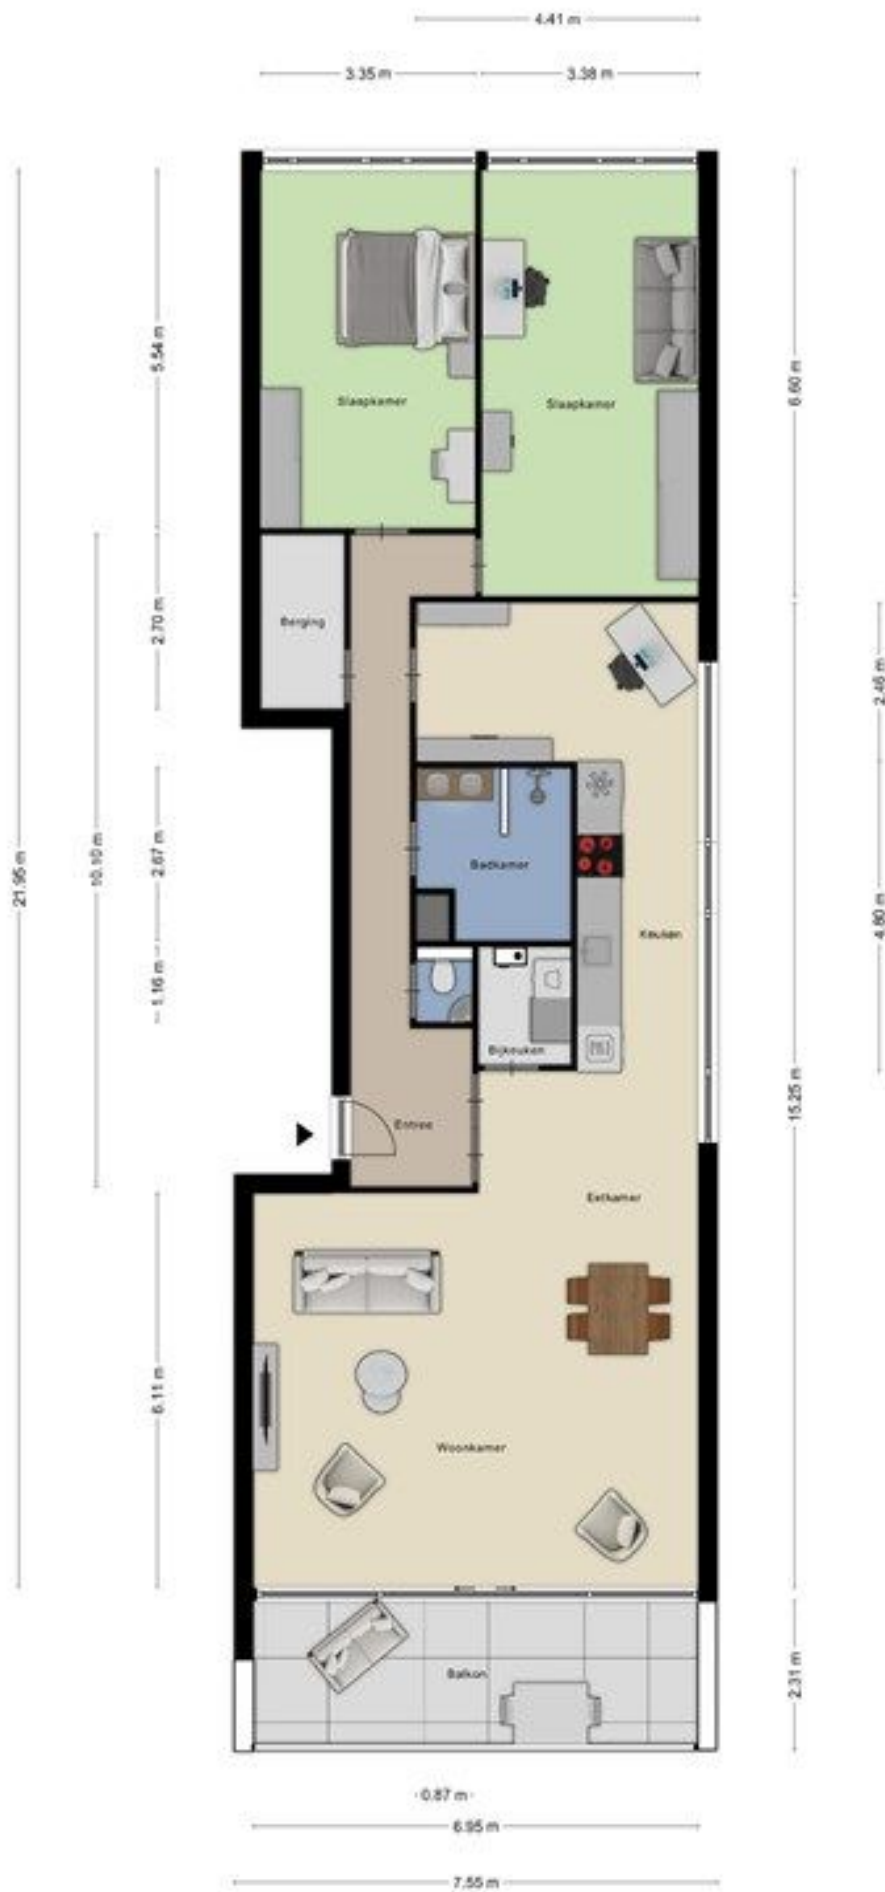 4.41 m
3.35 m
3.38 m
5.54 m
6.60 m
Slaapkamer
Slaapkamer
2.70 m
Berging
2.46 m
21.95 m
10.10 m
2.67 m
Badkamer
4.80 m
Keuken
1.16 m
Bijkeuken
15.25 m
Entree
Eetkamer
6.11 m
Woonkamer
Balkon
2.31 m
0.87 m
6.95 m
7.55 m